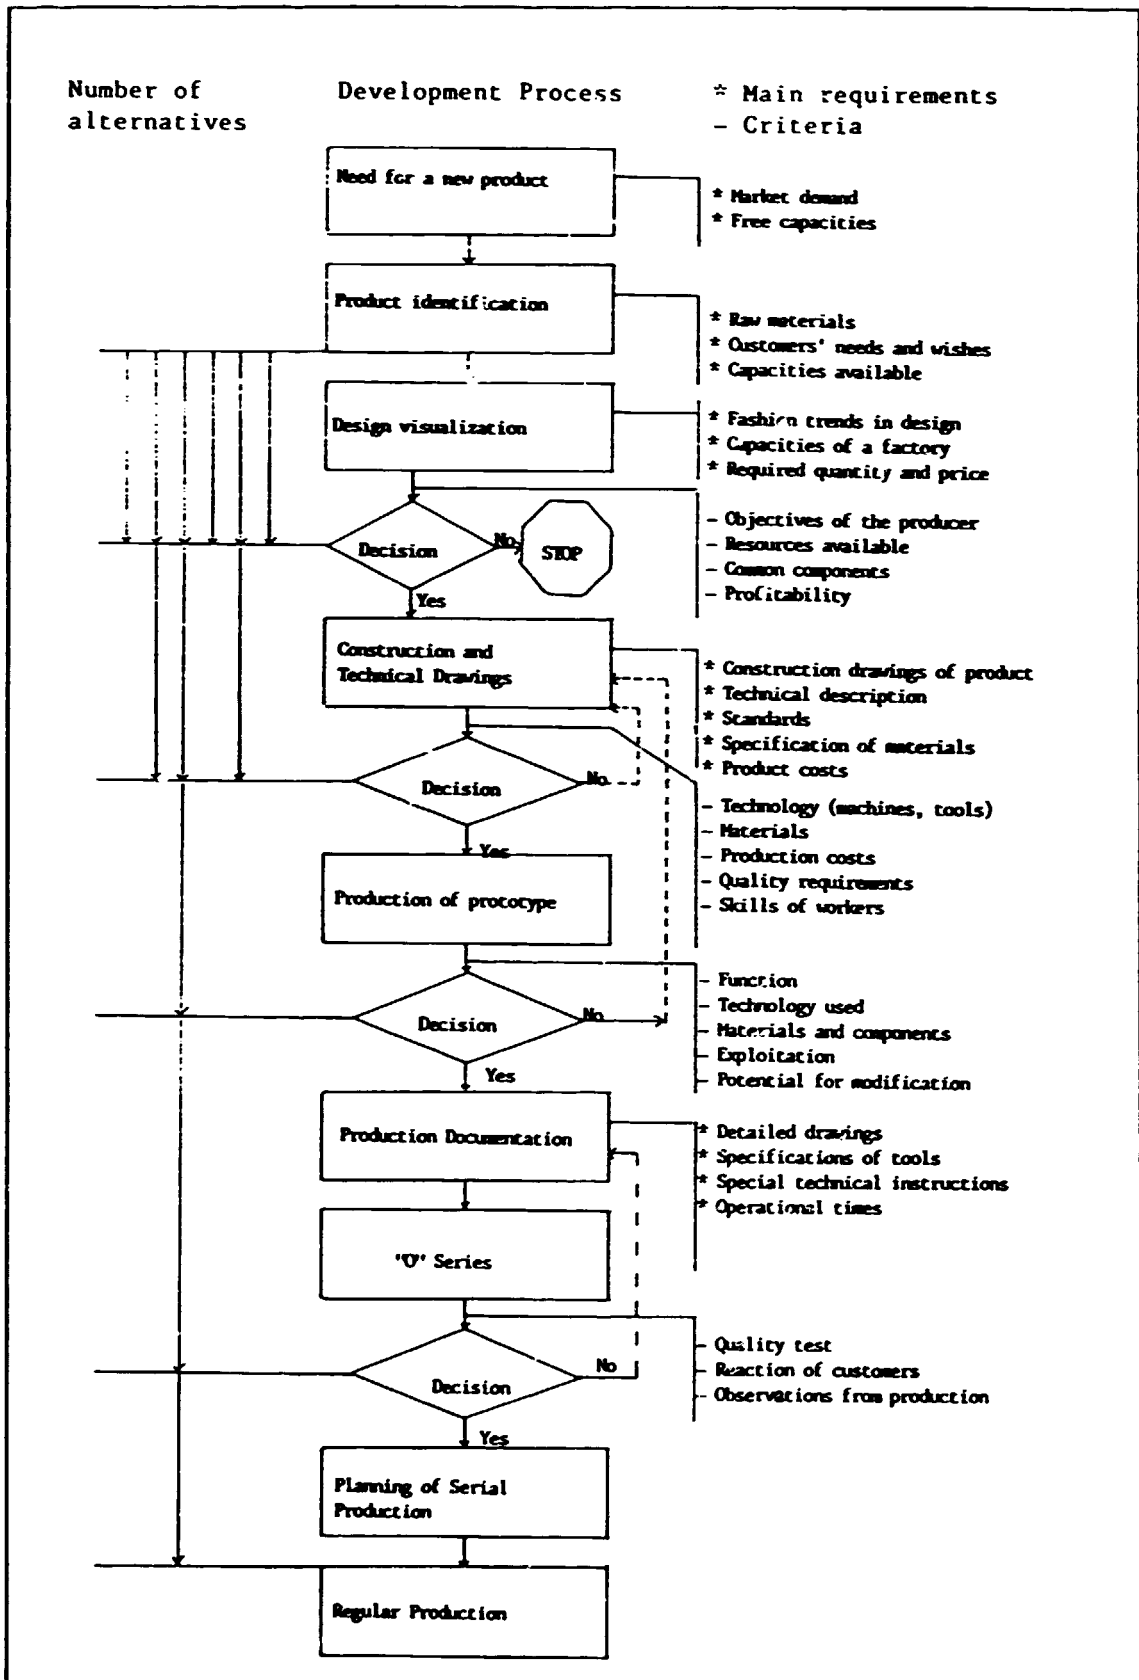 Number of alternatives
Development Process
* Main requirements
– Criteria
Need for a new product
* Market demand
* Free capacities
Product identification
* Raw materials
* Customers' needs and wishes
* Capacities available
Design visualization
* Fashion trends in design
* Capacities of a factory
* Required quantity and price
Decision
No
STOP
Yes
– Objectives of the producer
– Resources available
– Common components
– Profitability
Construction and
Technical Drawings
* Construction drawings of product
* Technical description
* Standards
* Specification of materials
* Product costs
Decision
No
Yes
– Technology (machines, tools)
– Materials
– Production costs
– Quality requirements
– Skills of workers
Production of prototype
Decision
No
Yes
– Function
– Technology used
– Materials and components
– Exploitation
– Potential for modification
Production Documentation
* Detailed drawings
* Specifications of tools
* Special technical instructions
* Operational times
"O" Series
Decision
No
Yes
– Quality test
– Reaction of customers
– Observations from production
Planning of Serial
Production
Regular Production